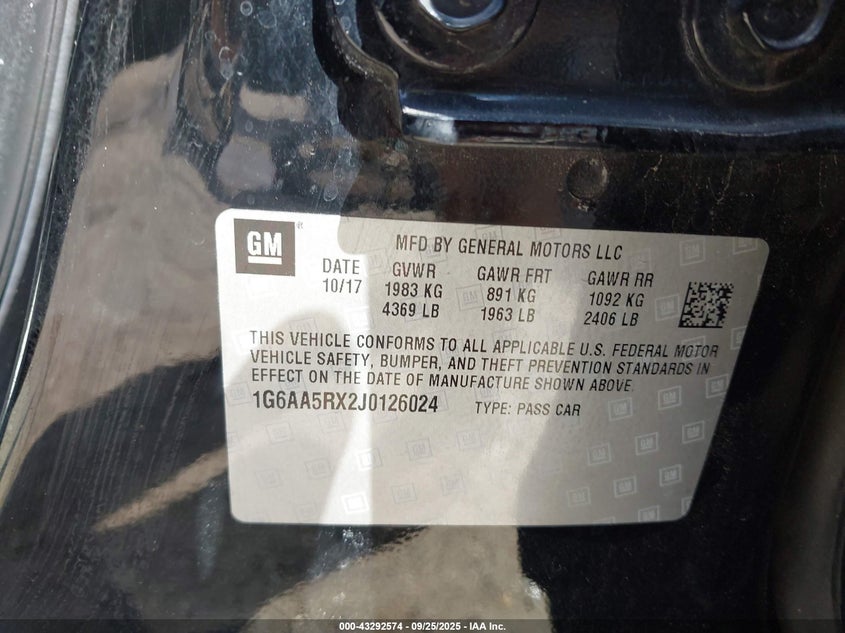 GM ®
MFD BY GENERAL MOTORS LLC
DATE GVWR GAWR FRT GAWR RR
10/17 1983 KG 891 KG 1092 KG
4369 LB 1963 LB 2406 LB
THIS VEHICLE CONFORMS TO ALL APPLICABLE U.S. FEDERAL MOTOR
VEHICLE SAFETY, BUMPER, AND THEFT PREVENTION STANDARDS IN
EFFECT ON THE DATE OF MANUFACTURE SHOWN ABOVE.
1G6AA5RX2J0126024 TYPE: PASS CAR
000-43292574 - 09/25/2025 - IAA Inc.